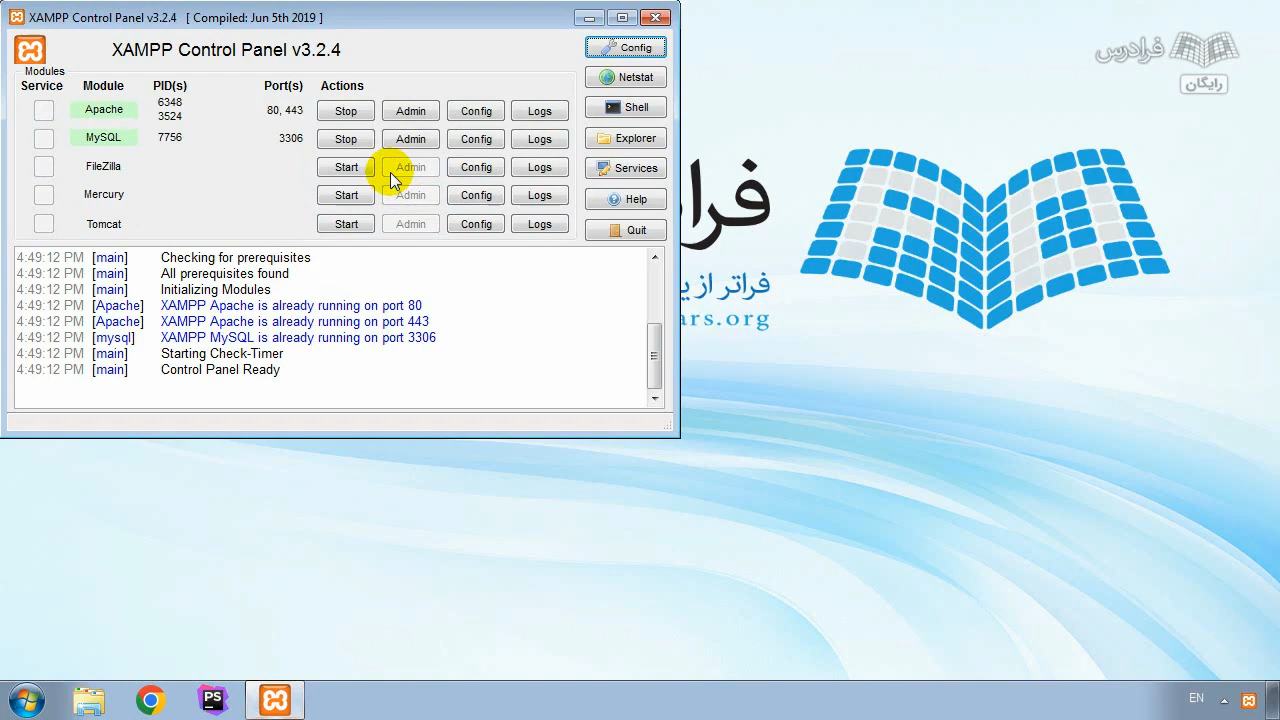 XAMPP Control Panel v3.2.4 [ Compiled: Jun 5th 2019 ]
XAMPP Control Panel v3.2.4
Config
Modules
Service Module PID(s) Port(s) Actions
Netstat
Apache 6348 3524 80, 443 Stop Admin Config Logs
Shell
MySQL 7756 3306 Stop Admin Config Logs
Explorer
FileZilla Start Admin Config Logs
Services
Mercury Start Admin Config Logs
Help
Tomcat Start Admin Config Logs
Quit
4:49:12 PM [main] Checking for prerequisites
4:49:12 PM [main] All prerequisites found
4:49:12 PM [main] Initializing Modules
4:49:12 PM [Apache] XAMPP Apache is already running on port 80
4:49:12 PM [Apache] XAMPP Apache is already running on port 443
4:49:12 PM [mysql] XAMPP MySQL is already running on port 3306
4:49:12 PM [main] Starting Check-Timer
4:49:12 PM [main] Control Panel Ready
فرادرس
رایگان
فراتر از
ars.org
PS
EN